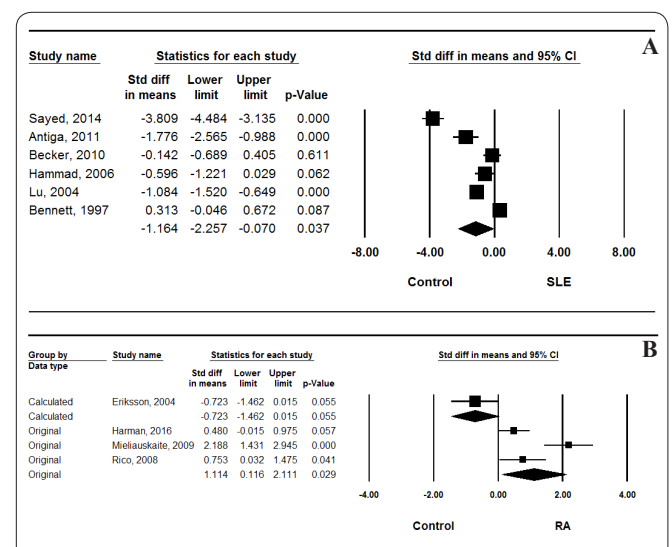 A
Study name Statistics for each study Std diff in means and 95% CI
Std diff Lower Upper
in means limit limit p-Value
Sayed, 2014 -3.809 -4.484 -3.135 0.000
Antiga, 2011 -1.776 -2.565 -0.988 0.000
Becker, 2010 -0.142 -0.689 0.405 0.611
Hammad, 2006 -0.596 -1.221 0.029 0.062
Lu, 2004 -1.084 -1.520 -0.649 0.000
Bennett, 1997 0.313 -0.046 0.672 0.087
-1.164 -2.257 -0.070 0.037
-8.00 -4.00 0.00 4.00 8.00
Control SLE
B
Group by Study name Statistics for each study Std diff in means and 95% CI
Data type
Std diff Lower Upper
in means limit limit p-Value
Calculated Eriksson, 2004 -0.723 -1.462 0.015 0.055
Calculated -0.723 -1.462 0.015 0.055
Original Harman, 2016 0.480 -0.015 0.975 0.057
Original Mieliauskaite, 2009 2.188 1.431 2.945 0.000
Original Rico, 2008 0.753 0.032 1.475 0.041
Original 1.114 0.116 2.111 0.029
-4.00 -2.00 0.00 2.00 4.00
Control RA